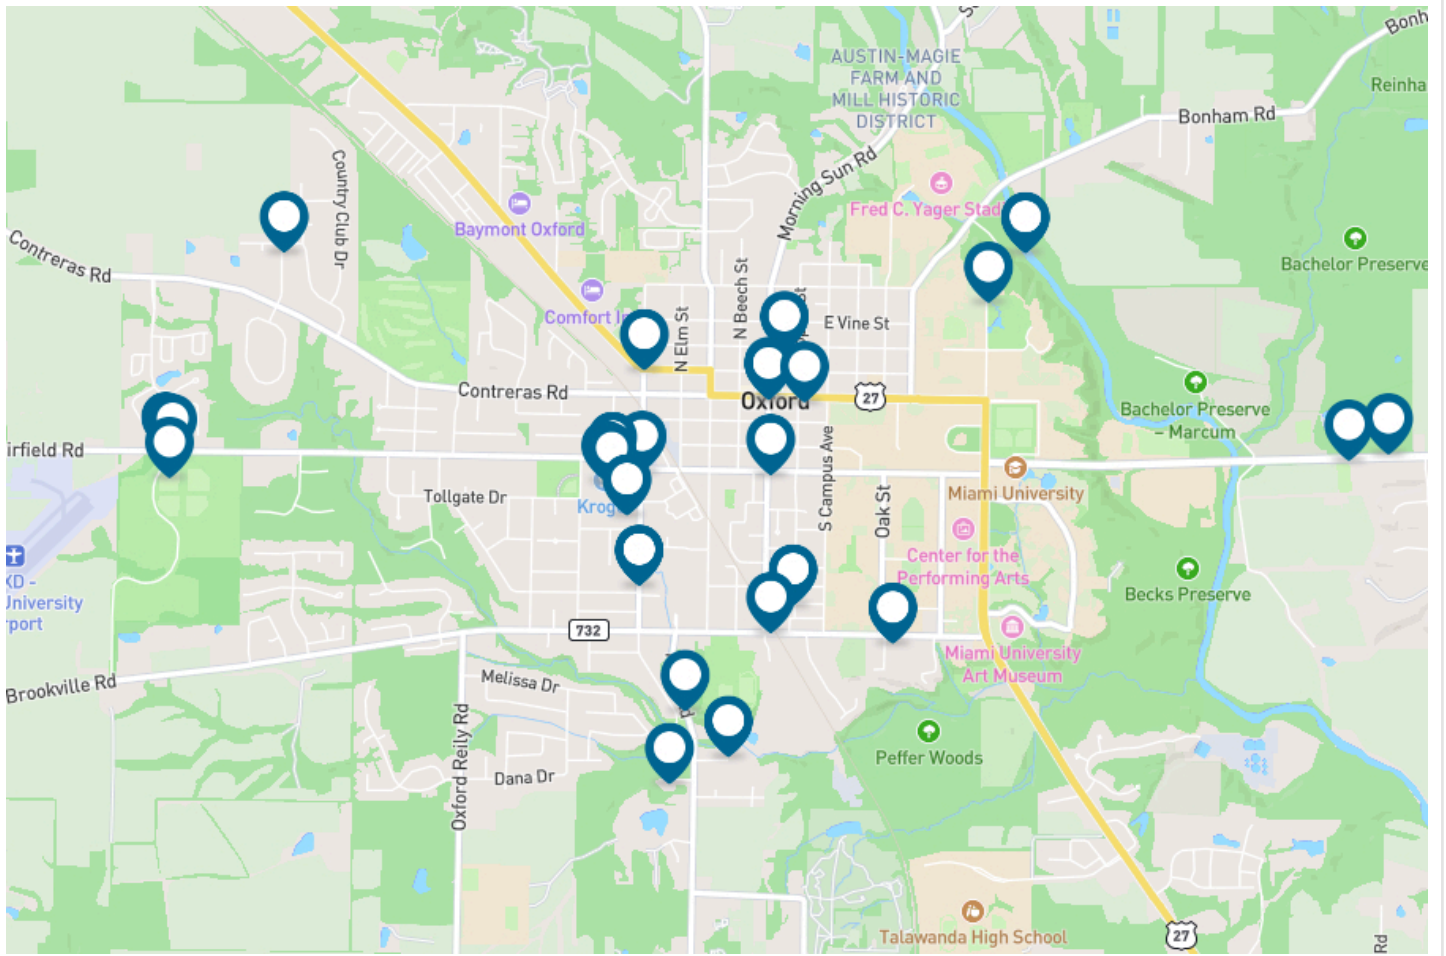 AUSTIN-MAGIE
FARM AND
MILL HISTORIC
DISTRICT
Bonham Rd
Reinha
Bonh
Morning Sun Rd
Country Club Dr
Fred C. Yager Stad
Baymont Oxford
Contreras Rd
Bachelor Preserve
N Beech St
Comfort
N Elm St
E Vine St
Contreras Rd
Oxford
27
Bachelor Preserve
– Marcum
irfield Rd
S Campus Ave
Tollgate Dr
Krog
Oak St
Miami University
Center for the
Performing Arts
XD -
University
rport
Becks Preserve
732
Miami University
Art Museum
Brookville Rd
Melissa Dr
Oxford Reily Rd
Peffer Woods
Dana Dr
Talawanda High School
27
Rd